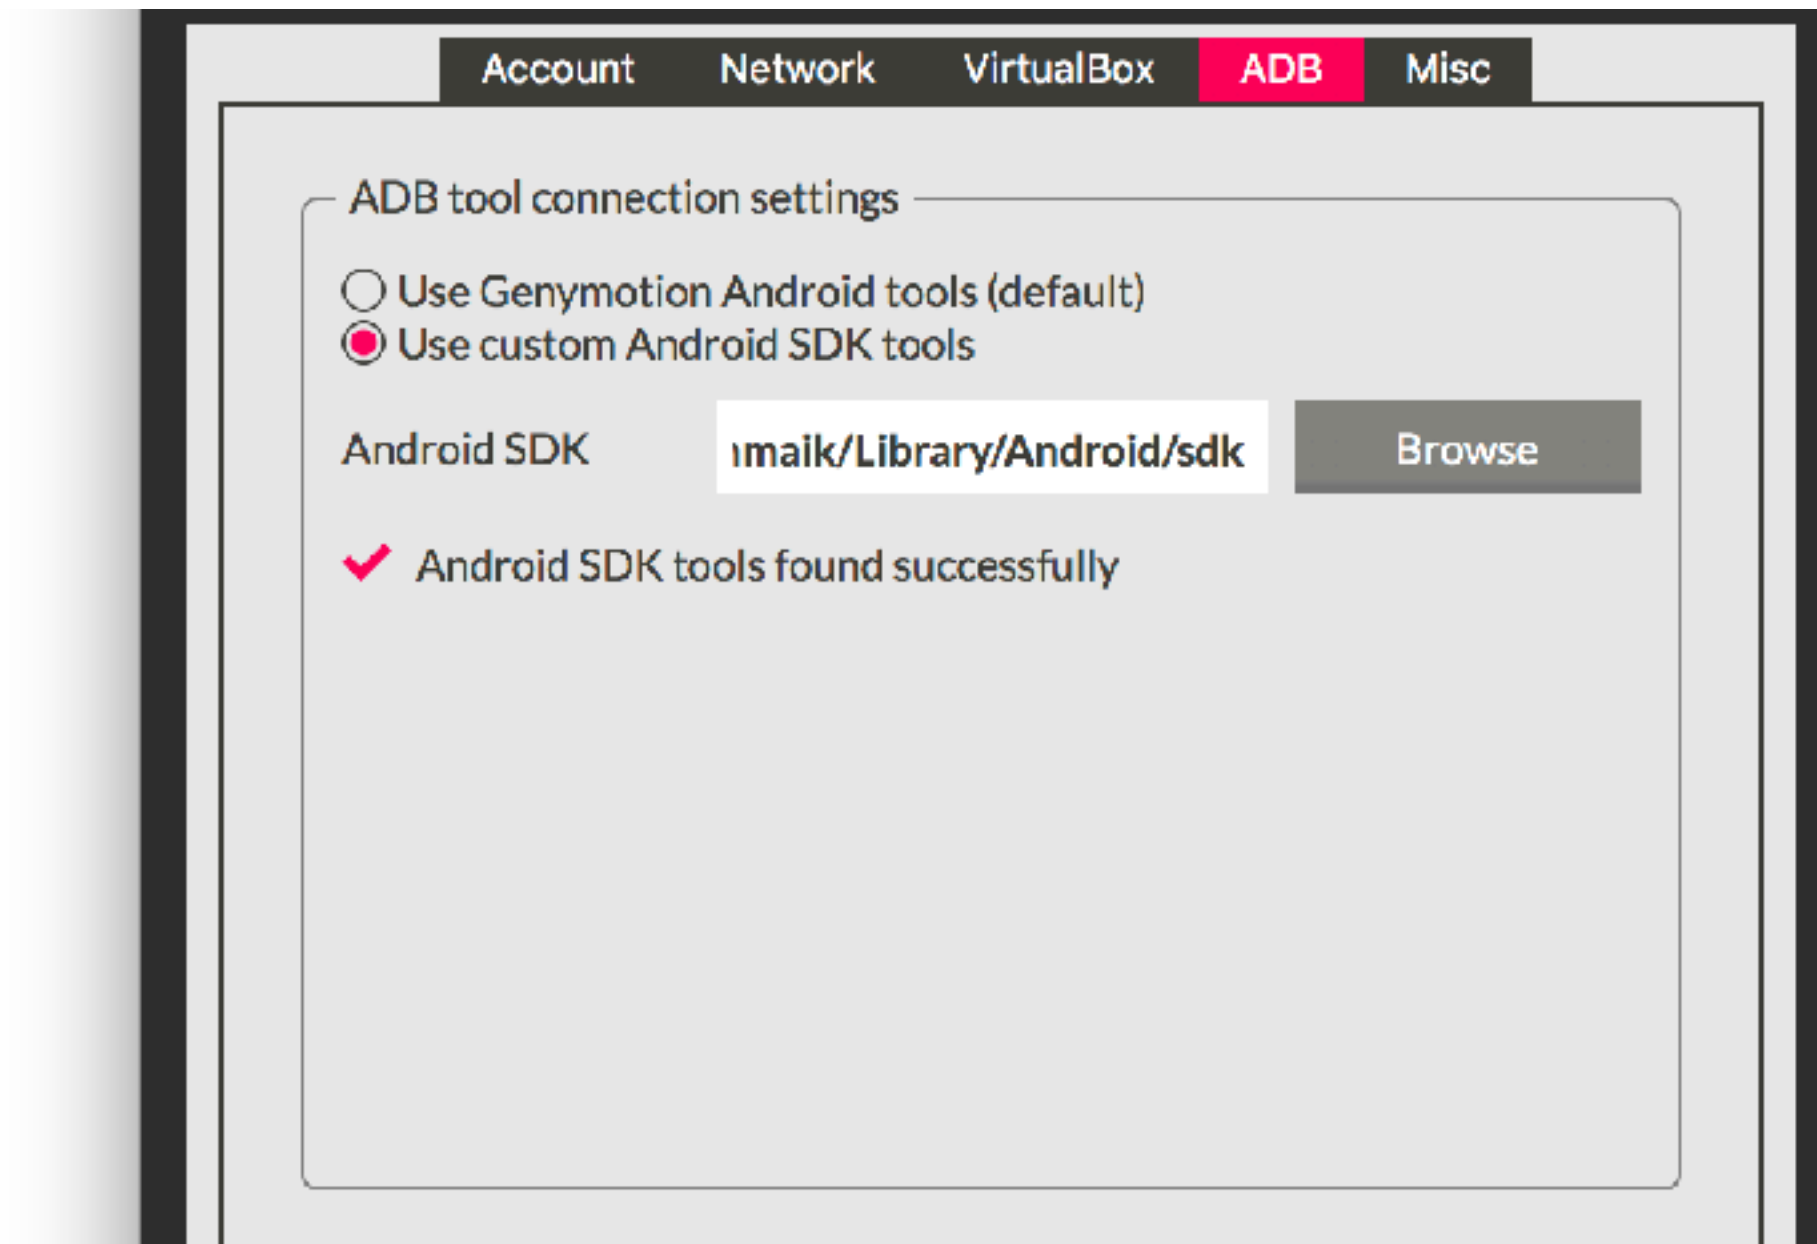 Account Network VirtualBox ADB Misc
ADB tool connection settings
Use Genymotion Android tools (default)
Use custom Android SDK tools
Android SDK maik/Library/Android/sdk Browse
Android SDK tools found successfully